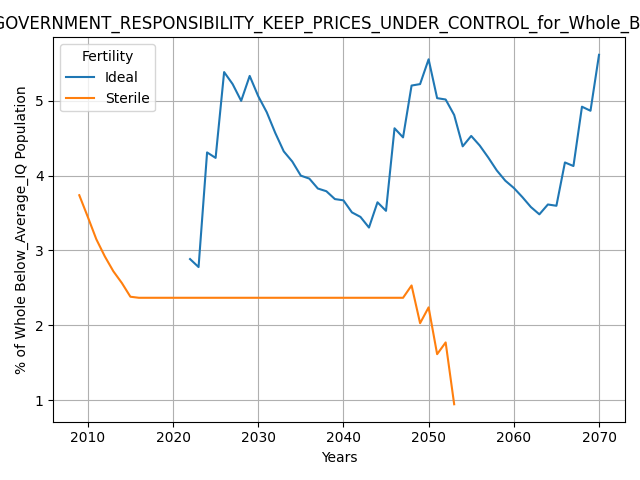 GOVERNMENT_RESPONSIBILITY_KEEP_PRICES_UNDER_CONTROL_for_Whole_B
Fertility
Ideal
Sterile
% of Whole Below_Average_IQ Population
5
4
3
2
1
2010 2020 2030 2040 2050 2060 2070
Years